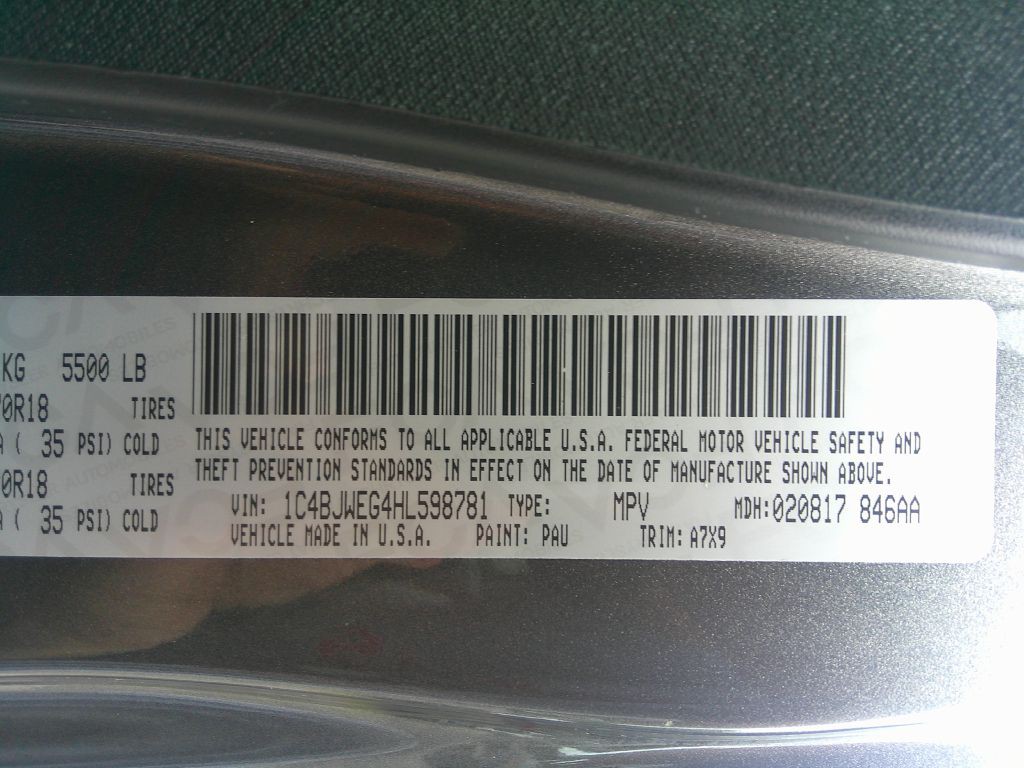 KG 5500 LB
0R18 TIRES
A ( 35 PSI) COLD
0R18 TIRES
A ( 35 PSI) COLD
THIS VEHICLE CONFORMS TO ALL APPLICABLE U.S.A. FEDERAL MOTOR VEHICLE SAFETY AND
THEFT PREVENTION STANDARDS IN EFFECT ON THE DATE OF MANUFACTURE SHOWN ABOVE.
VIN: 1C4BJWEG4HL598781 TYPE: MPV MDH:020817 846AA
VEHICLE MADE IN U.S.A. PAINT: PAU TRIM: A7X9